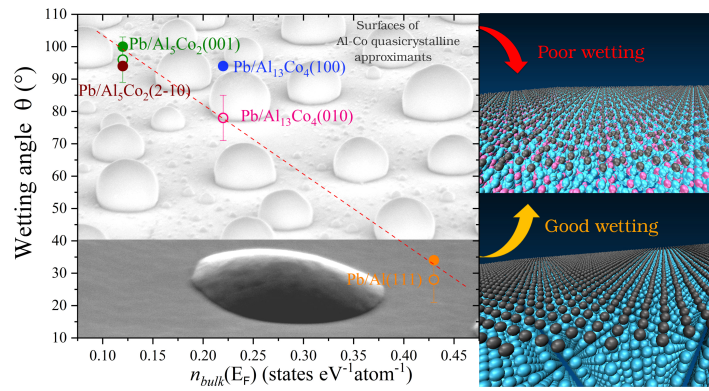 Wetting angle θ (°)
110
100
90
80
70
60
50
40
30
20
10
Surfaces of
Al-Co quasicrystalline
approximants
Pb/Al₅Co₂(001)
Pb/Al₁₃Co₄(100)
Pb/Al₅Co₂(2-10)
Pb/Al₁₃Co₄(010)
Pb/Al(111)
0.10 0.15 0.20 0.25 0.30 0.35 0.40 0.45
n_bulk(E_F) (states eV⁻¹atom⁻¹)
Poor wetting
Good wetting